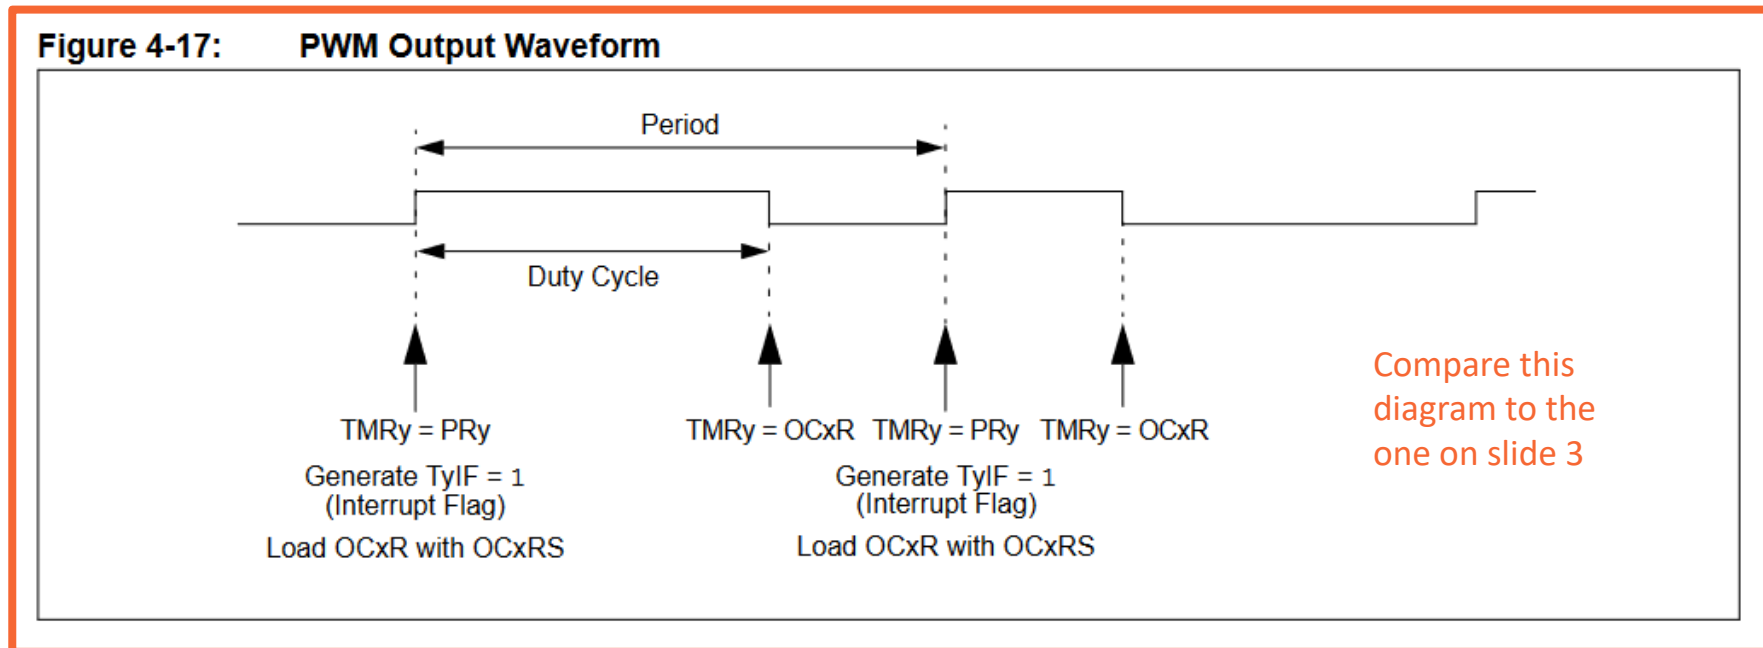 Figure 4-17: PWM Output Waveform
Period
Duty Cycle
TMRy = PRy
Generate TyIF = 1
(Interrupt Flag)
Load OCxR with OCxRS
TMRy = OCxR
TMRy = PRy
Generate TyIF = 1
(Interrupt Flag)
Load OCxR with OCxRS
TMRy = OCxR
Compare this
diagram to the
one on slide 3